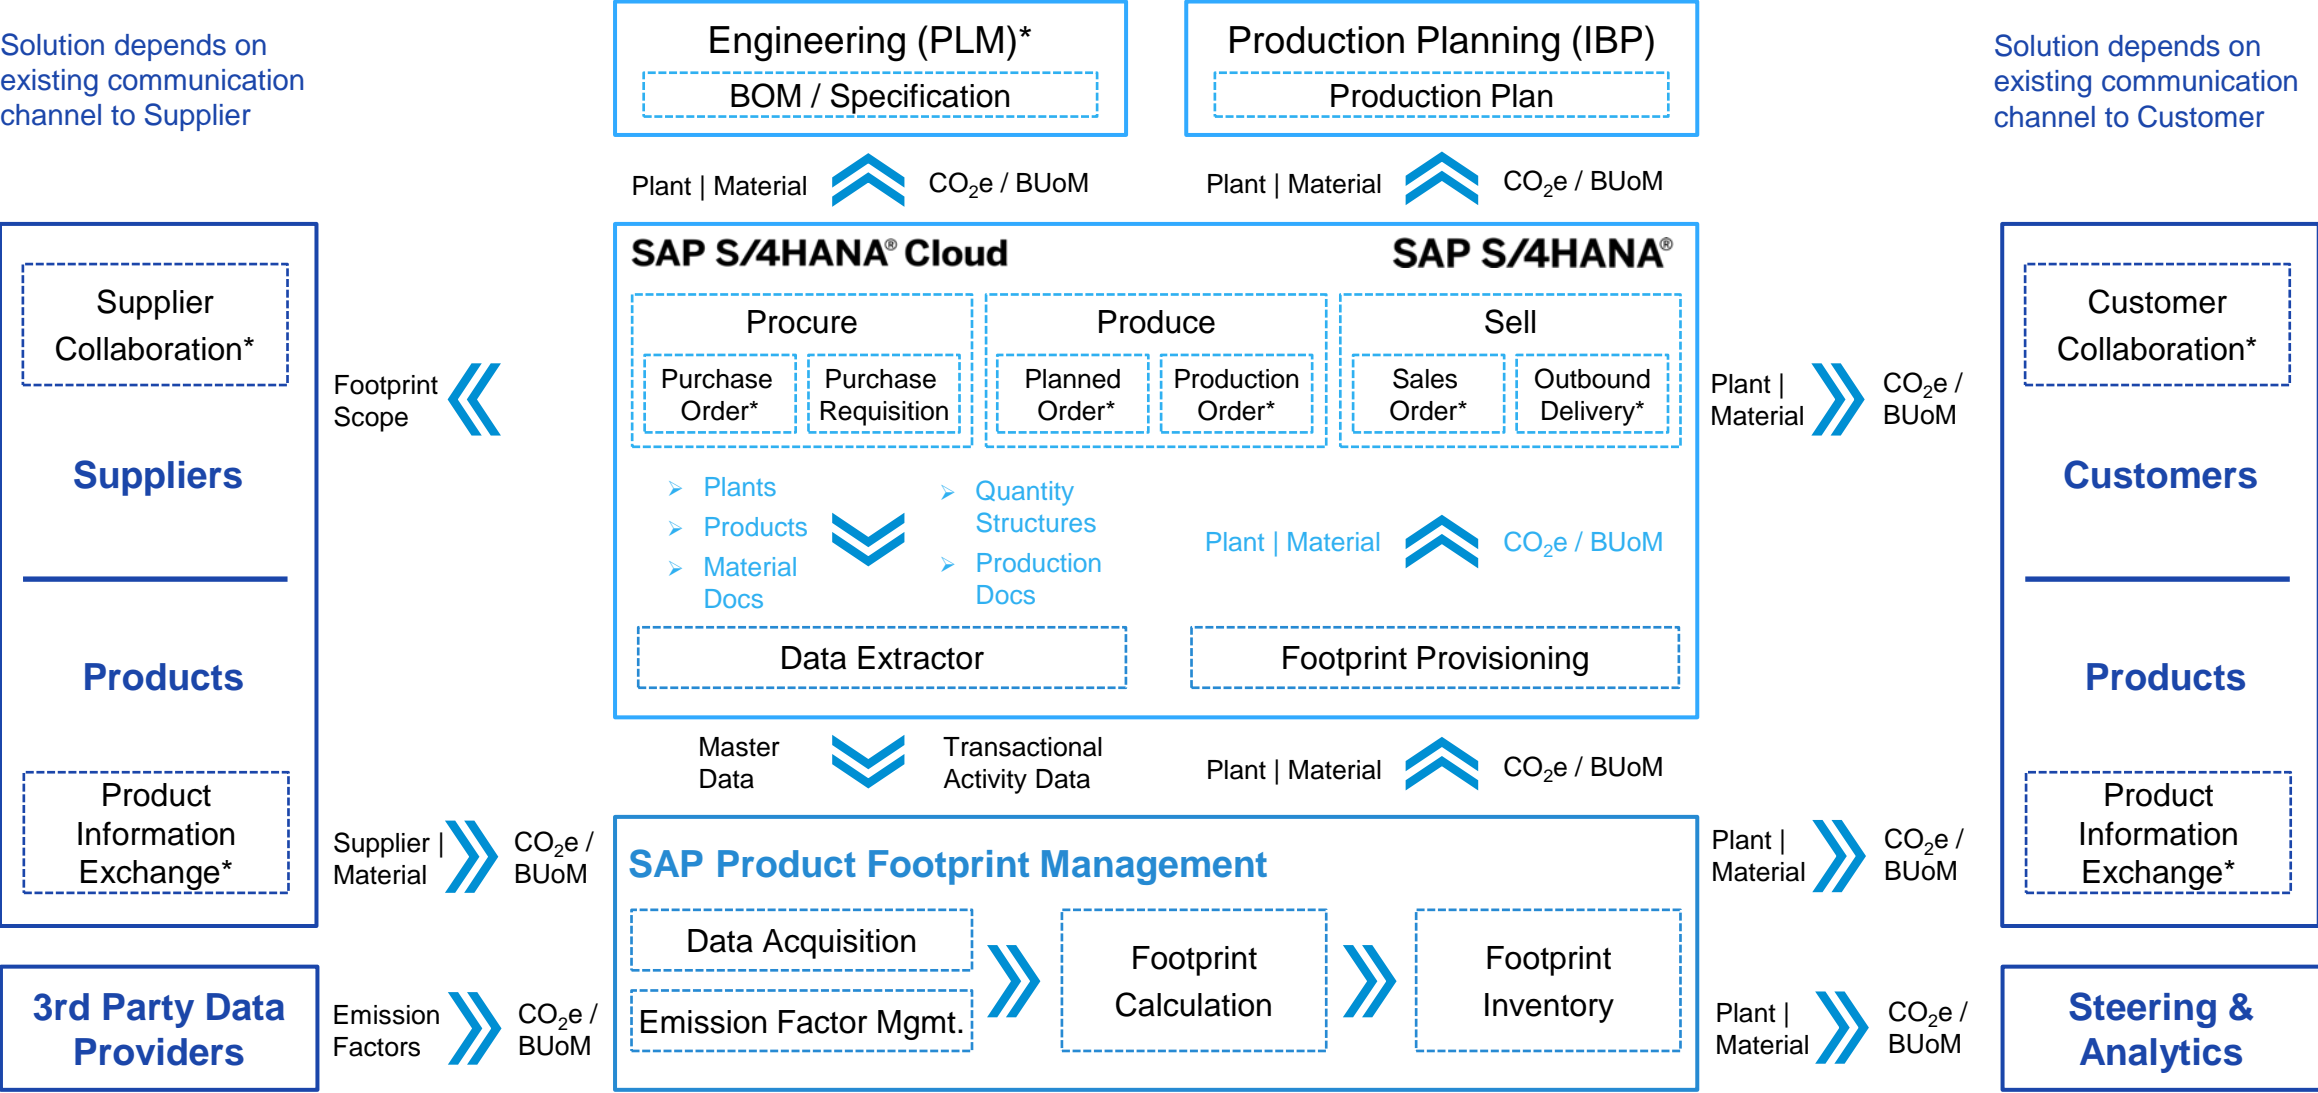 Solution depends on
existing communication
channel to Supplier
Engineering (PLM)*
BOM / Specification
Production Planning (IBP)
Production Plan
Solution depends on
existing communication
channel to Customer
Plant | Material
CO₂e / BUoM
Plant | Material
CO₂e / BUoM
Supplier
Collaboration*
Suppliers
Products
Product
Information
Exchange*
Footprint
Scope
SAP S/4HANA® Cloud
SAP S/4HANA®
Procure
Purchase
Order*
Purchase
Requisition
Produce
Planned
Order*
Production
Order*
Sell
Sales
Order*
Outbound
Delivery*
➢ Plants
➢ Products
➢ Material
Docs
➢ Quantity
Structures
➢ Production
Docs
Plant | Material
CO₂e / BUoM
Data Extractor
Footprint Provisioning
Plant |
Material
CO₂e /
BUoM
Customer
Collaboration*
Customers
Products
Product
Information
Exchange*
Master
Data
Transactional
Activity Data
Plant | Material
CO₂e / BUoM
Supplier |
Material
CO₂e /
BUoM
SAP Product Footprint Management
Data Acquisition
Emission Factor Mgmt.
Footprint
Calculation
Footprint
Inventory
Plant |
Material
CO₂e /
BUoM
3rd Party Data
Providers
Emission
Factors
CO₂e /
BUoM
Plant |
Material
CO₂e /
BUoM
Steering &
Analytics